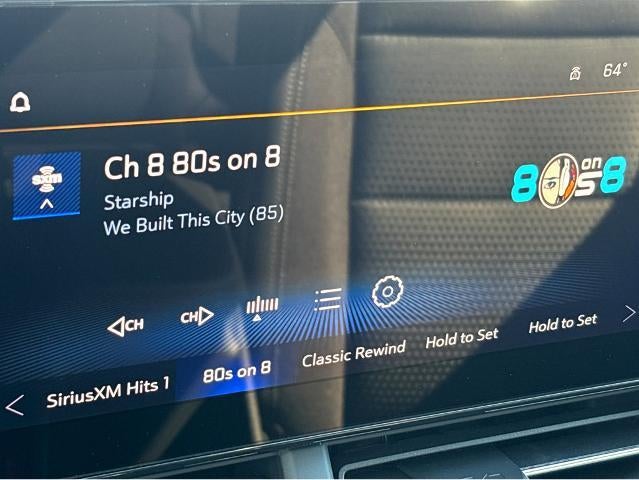 64°
sxm
Ch 8 80s on 8
Starship
We Built This City (85)
80s on 8
CH
CH
SiriusXM Hits 1
80s on 8
Classic Rewind
Hold to Set
Hold to Set